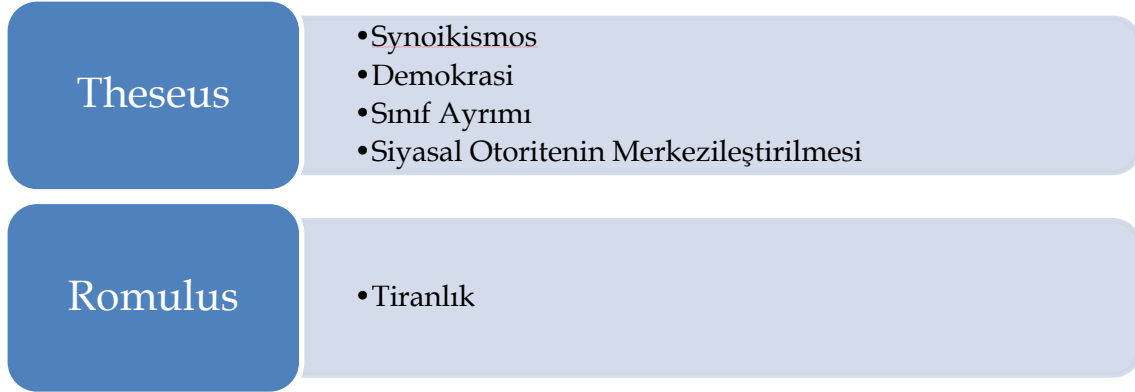 Theseus
•Synoikismos
•Demokrasi
•Sınıf Ayrımı
•Siyasal Otoritenin Merkezileştirilmesi
Romulus
•Tiranlık